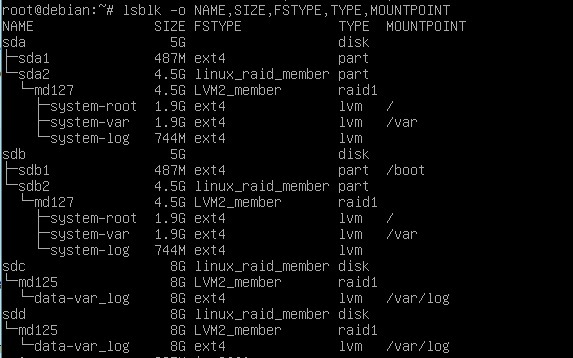 root@debian:~# lsblk -o NAME,SIZE,FSTYPE,TYPE,MOUNTPOINT
NAME SIZE FSTYPE TYPE MOUNTPOINT
sda 5G disk
├─sda1 487M ext4 part
└─sda2 4.5G linux_raid_member part
└─md127 4.5G LVM2_member raid1
├─system-root 1.9G ext4 lvm /
├─system-var 1.9G ext4 lvm /var
└─system-log 744M ext4 lvm
sdb 5G disk
├─sdb1 487M ext4 part /boot
└─sdb2 4.5G linux_raid_member part
└─md127 4.5G LVM2_member raid1
├─system-root 1.9G ext4 lvm /
├─system-var 1.9G ext4 lvm /var
└─system-log 744M ext4 lvm
sdc 8G linux_raid_member disk
└─md125 8G LVM2_member raid1
└─data-var_log 8G ext4 lvm /var/log
sdd 8G linux_raid_member disk
└─md125 8G LVM2_member raid1
└─data-var_log 8G ext4 lvm /var/log